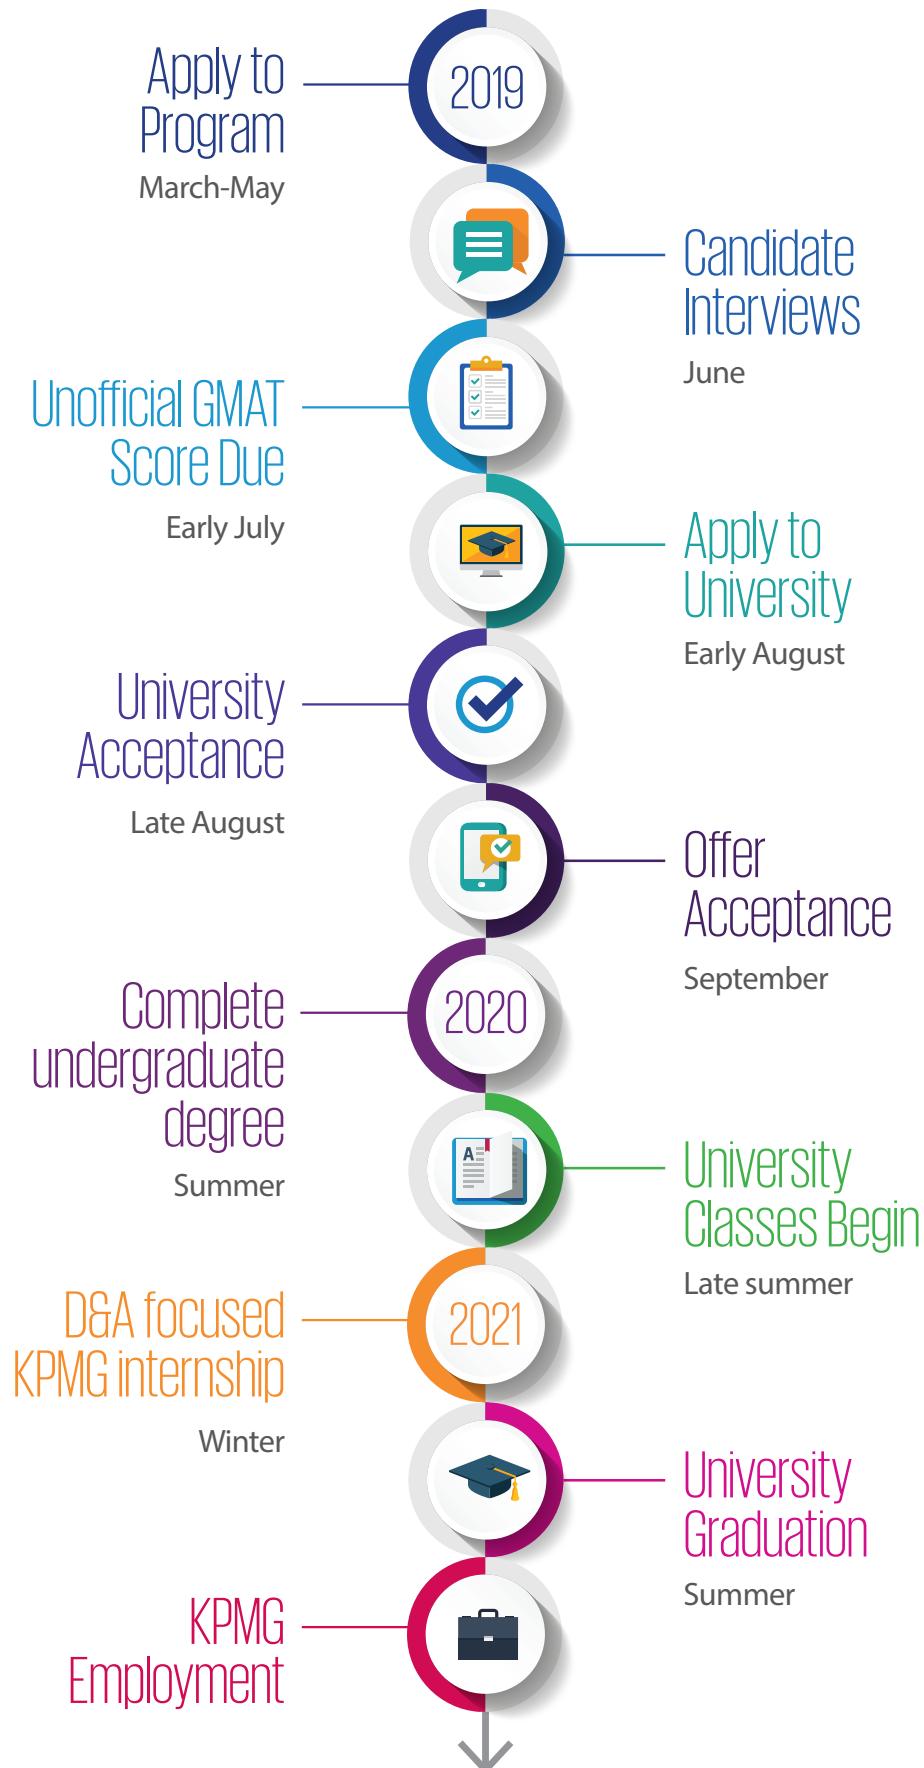 2019
Apply to
Program
March-May
Candidate
Interviews
June
Unofficial GMAT
Score Due
Early July
Apply to
University
Early August
University
Acceptance
Late August
Offer
Acceptance
September
2020
Complete
undergraduate
degree
Summer
A
University
Classes Begin
Late summer
2021
D&A focused
KPMG internship
Winter
University
Graduation
Summer
KPMG
Employment